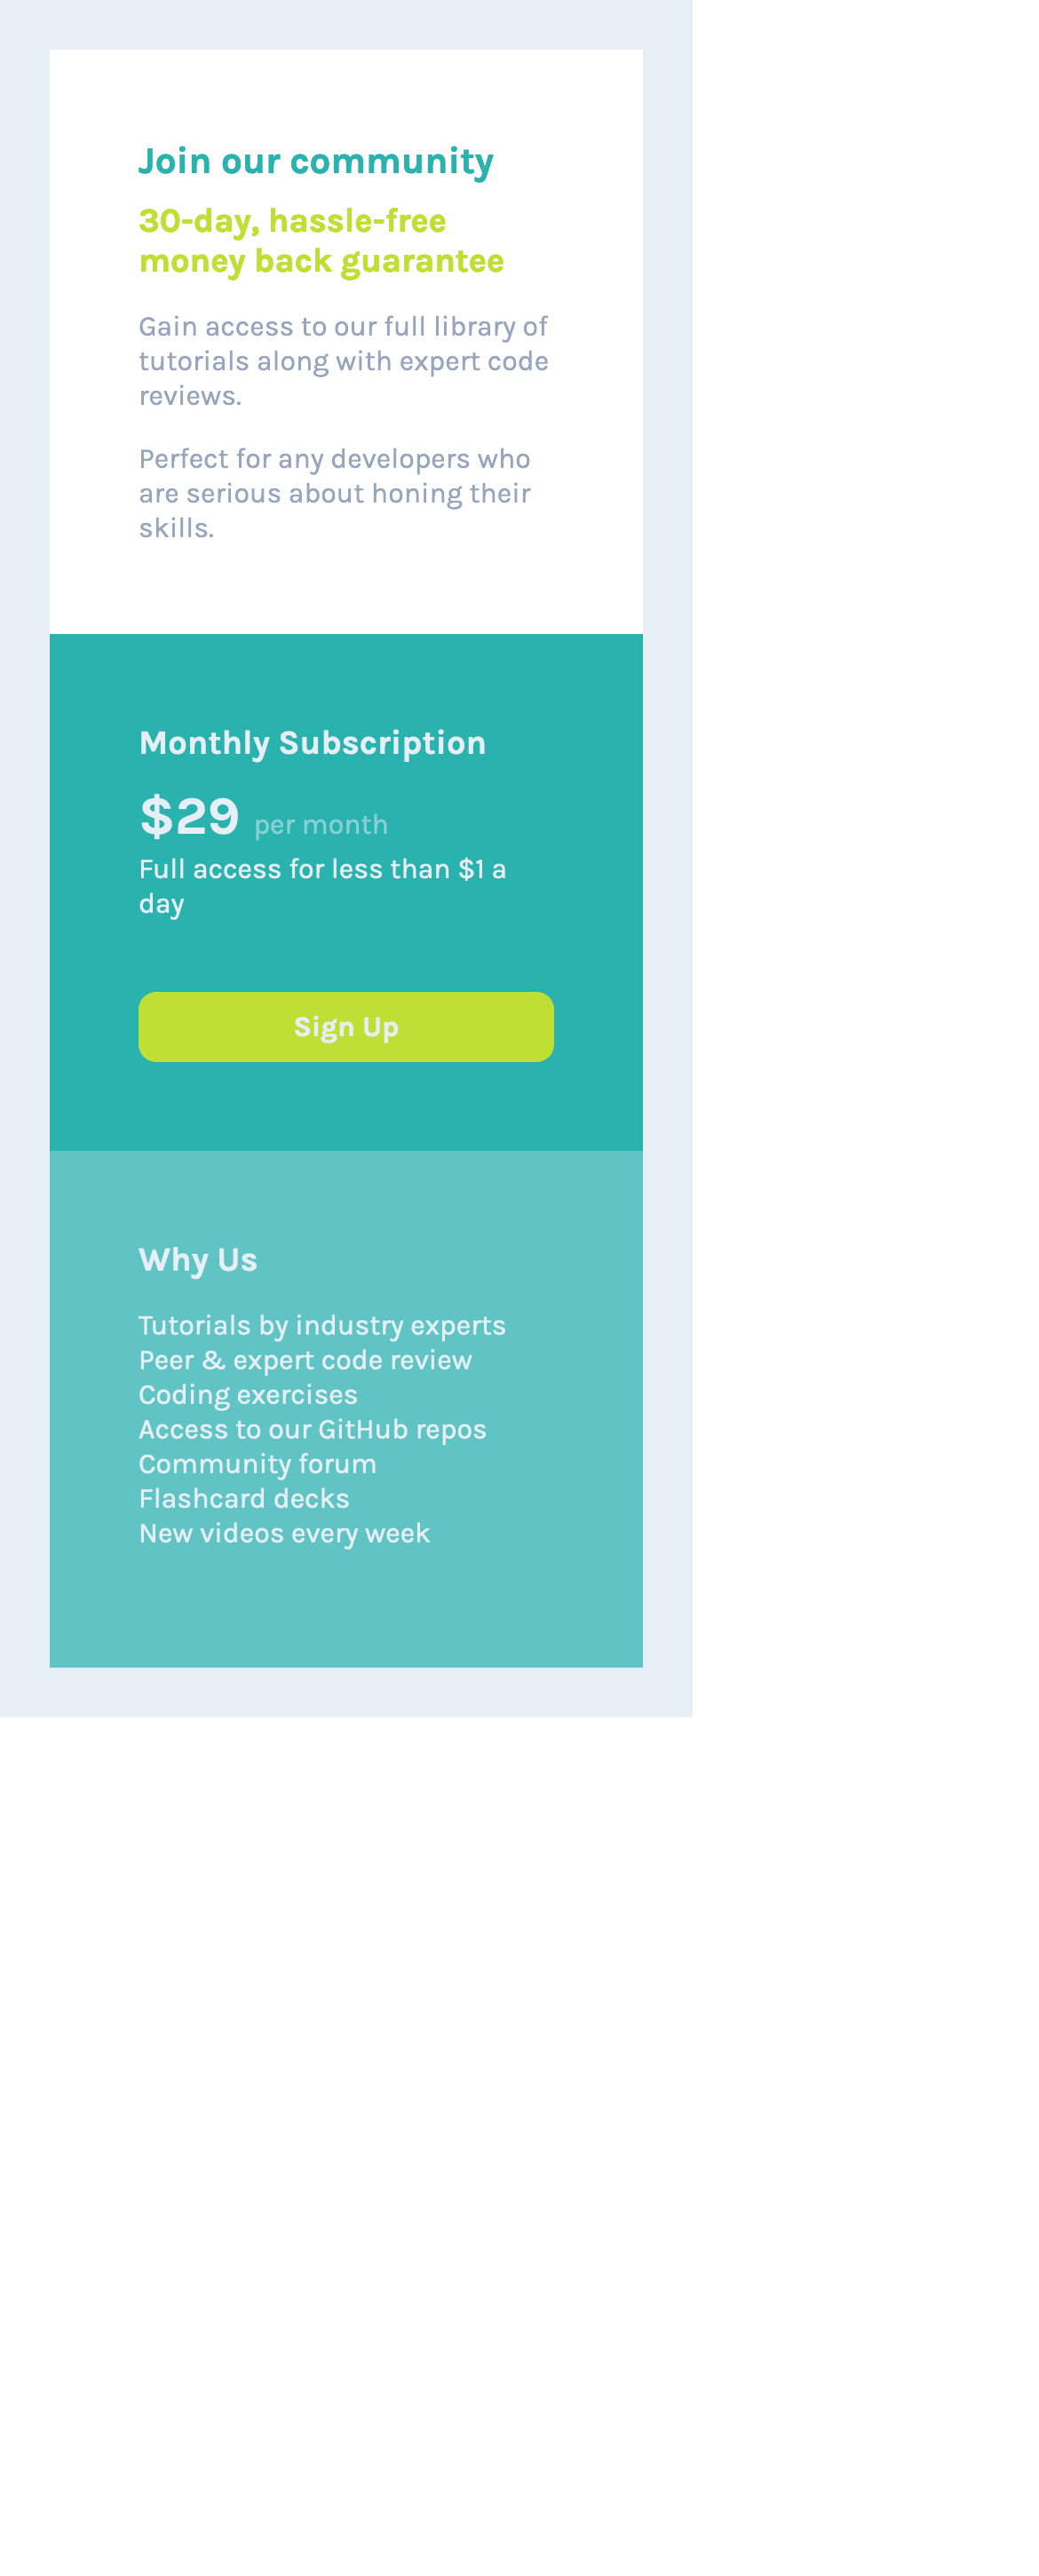 Join our community
30-day, hassle-free
money back guarantee
Gain access to our full library of
tutorials along with expert code
reviews.
Perfect for any developers who
are serious about honing their
skills.
Monthly Subscription
$29 per month
Full access for less than $1 a
day
Sign Up
Why Us
Tutorials by industry experts
Peer & expert code review
Coding exercises
Access to our GitHub repos
Community forum
Flashcard decks
New videos every week